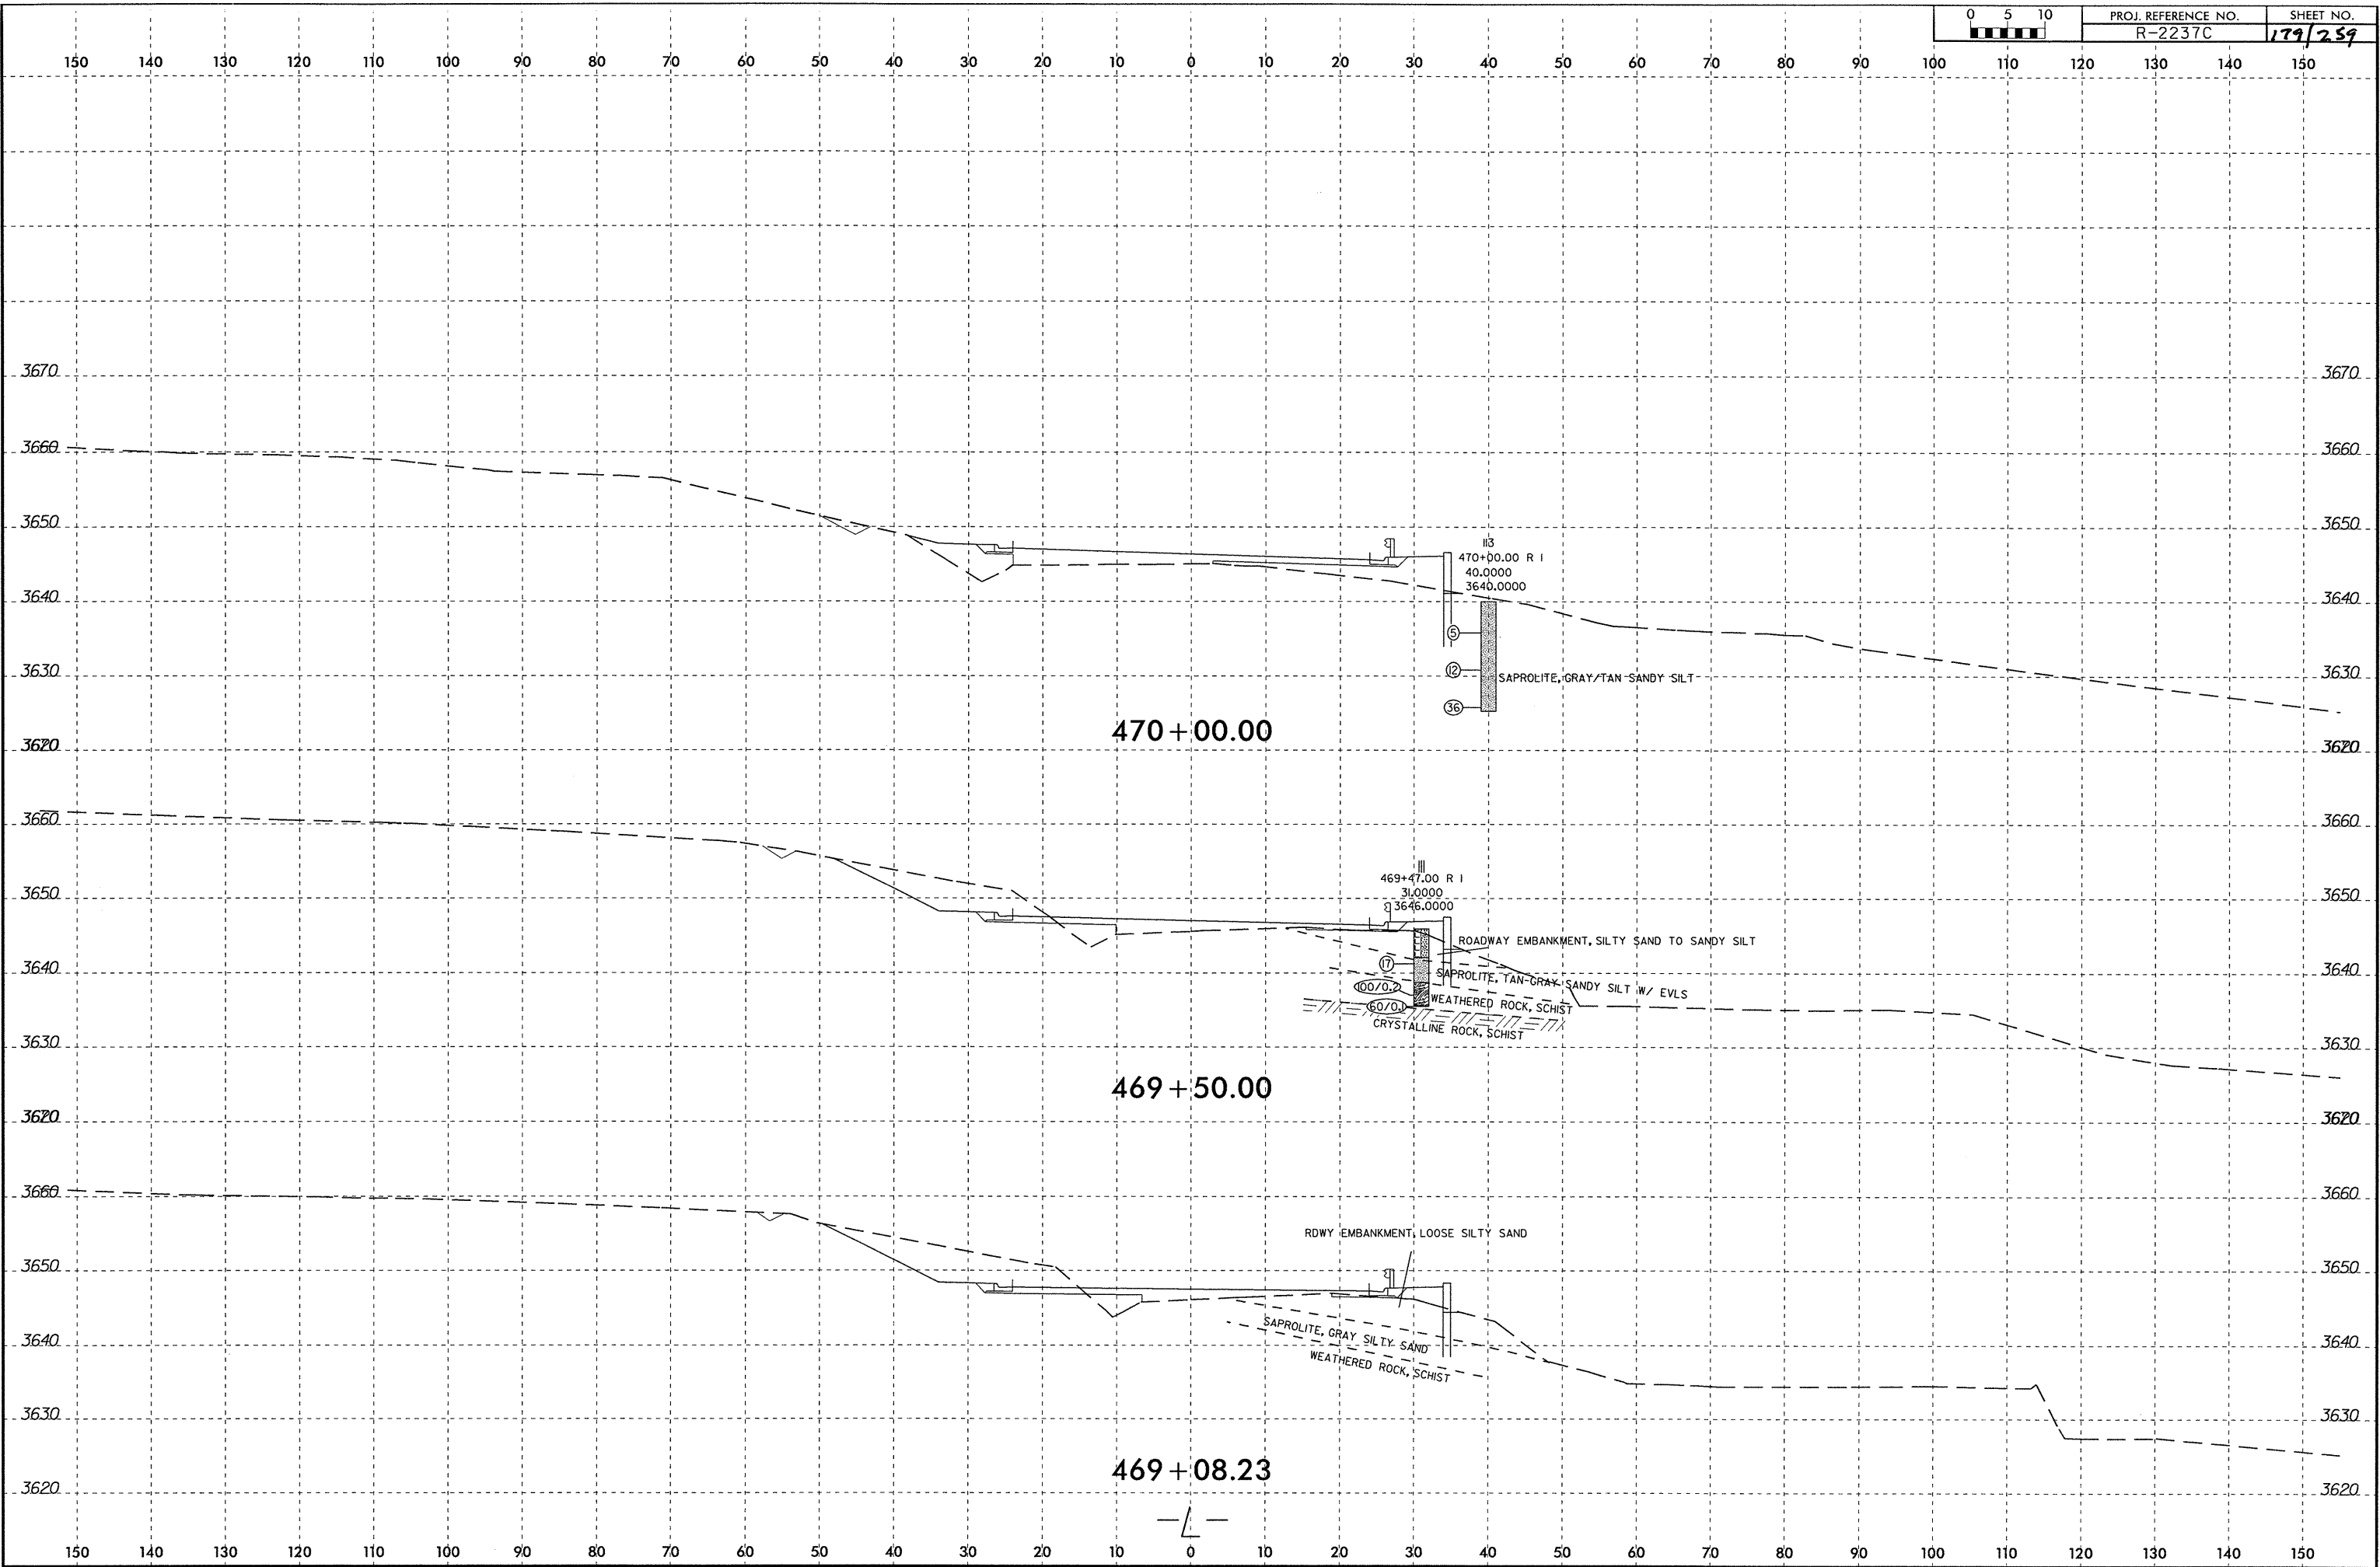 0 5 10
PROJ. REFERENCE NO. SHEET NO.
R-2237C 179/259
150 140 130 120 110 100 90 80 70 60 50 40 30 20 10 0 10 20 30 40 50 60 70 80 90 100 110 120 130 140 150
3670 3670
3660 3660
3650 3650
113
470+00.00 R 1
40.0000
3640.0000
3640 3640
5
12
3630 3630
SAPROLITE, GRAY/TAN SANDY SILT
36
470+00.00
3620 3620
3660 3660
111
469+47.00 R 1
31.0000
3646.0000
3650 3650
ROADWAY EMBANKMENT, SILTY SAND TO SANDY SILT
17
3640 3640
SAPROLITE, TAN-GRAY SANDY SILT W/ EVLS
100/0.2
WEATHERED ROCK, SCHIST
60/0.1
CRYSTALLINE ROCK, SCHIST
3630 3630
469+50.00
3620 3620
3660 3660
RDWY EMBANKMENT, LOOSE SILTY SAND
3650 3650
SAPROLITE, GRAY SILTY SAND
3640 3640
WEATHERED ROCK, SCHIST
3630 3630
469+08.23
3620 3620
-L-
150 140 130 120 110 100 90 80 70 60 50 40 30 20 10 0 10 20 30 40 50 60 70 80 90 100 110 120 130 140 150